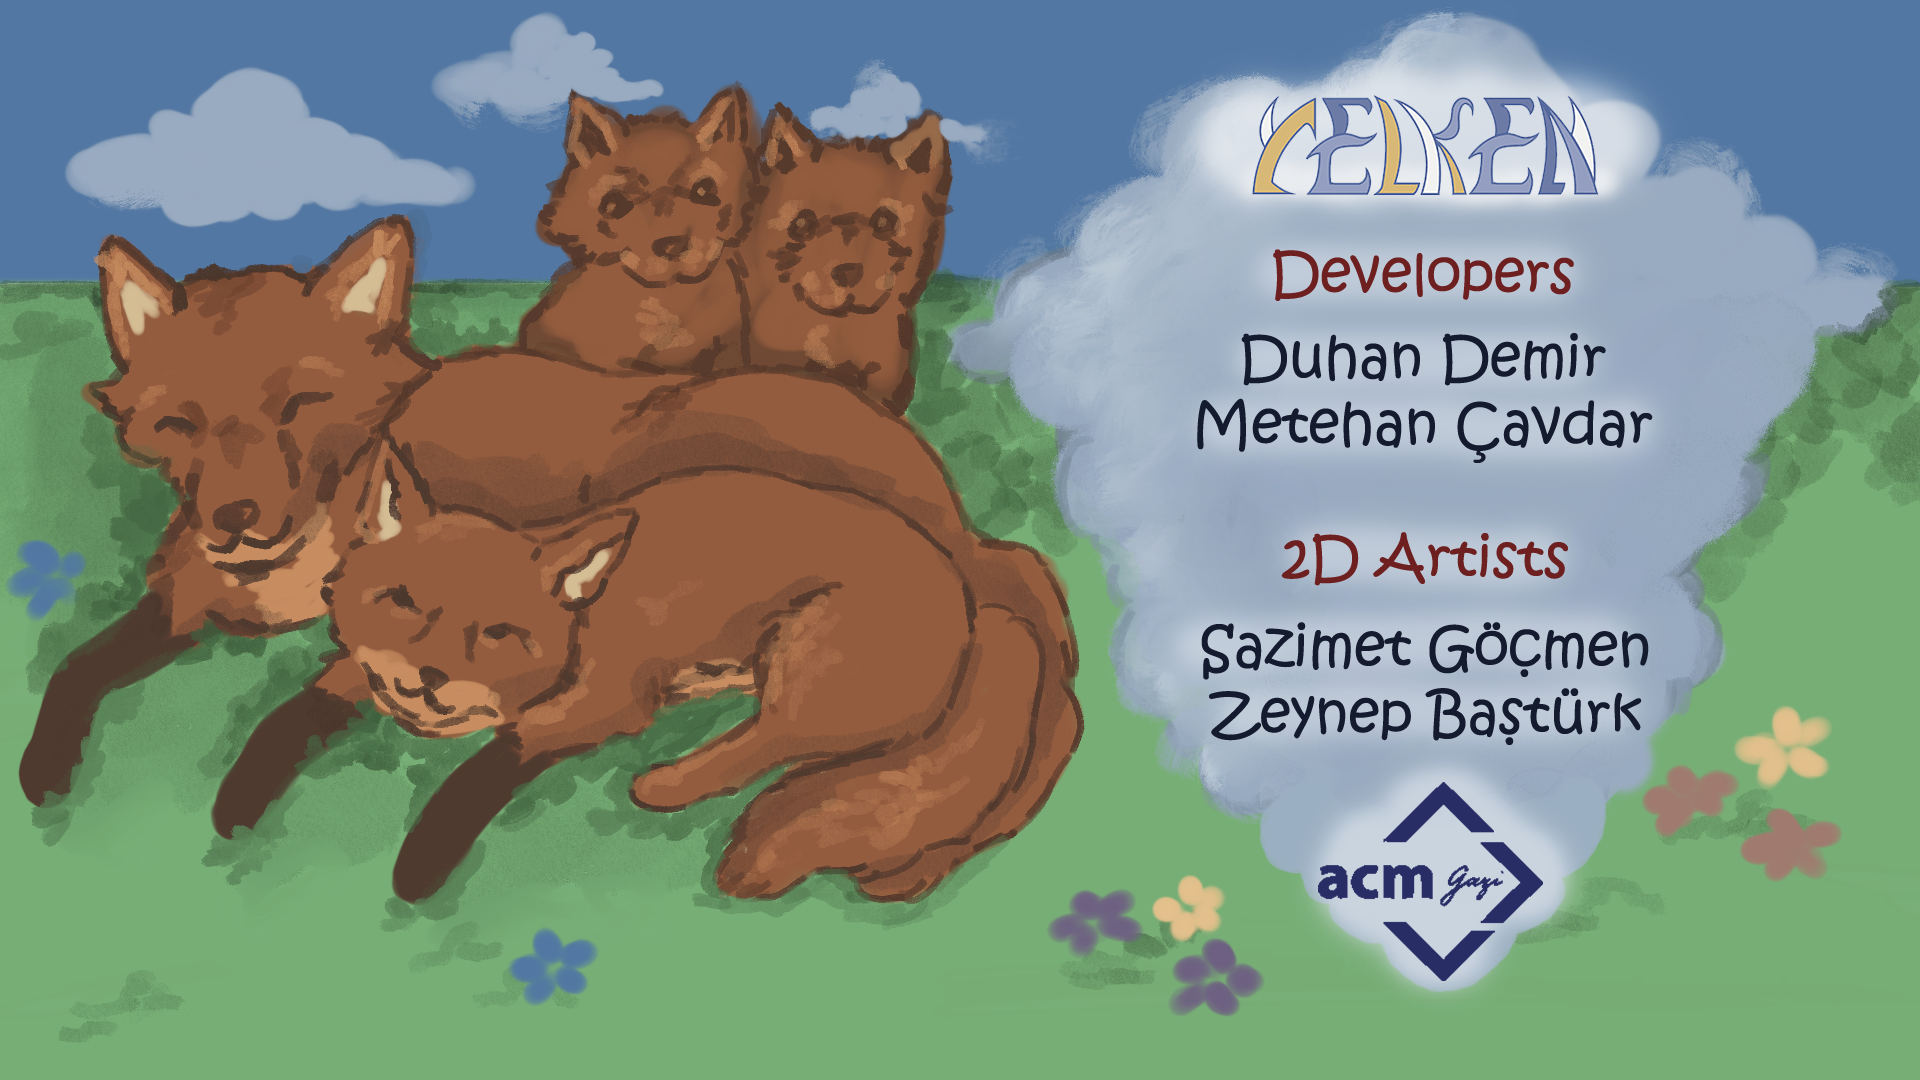 YELKEN
Developers
Duhan Demir
Metehan Çavdar
2D Artists
Sazimet Göçmen
Zeynep Baştürk
acm gazi